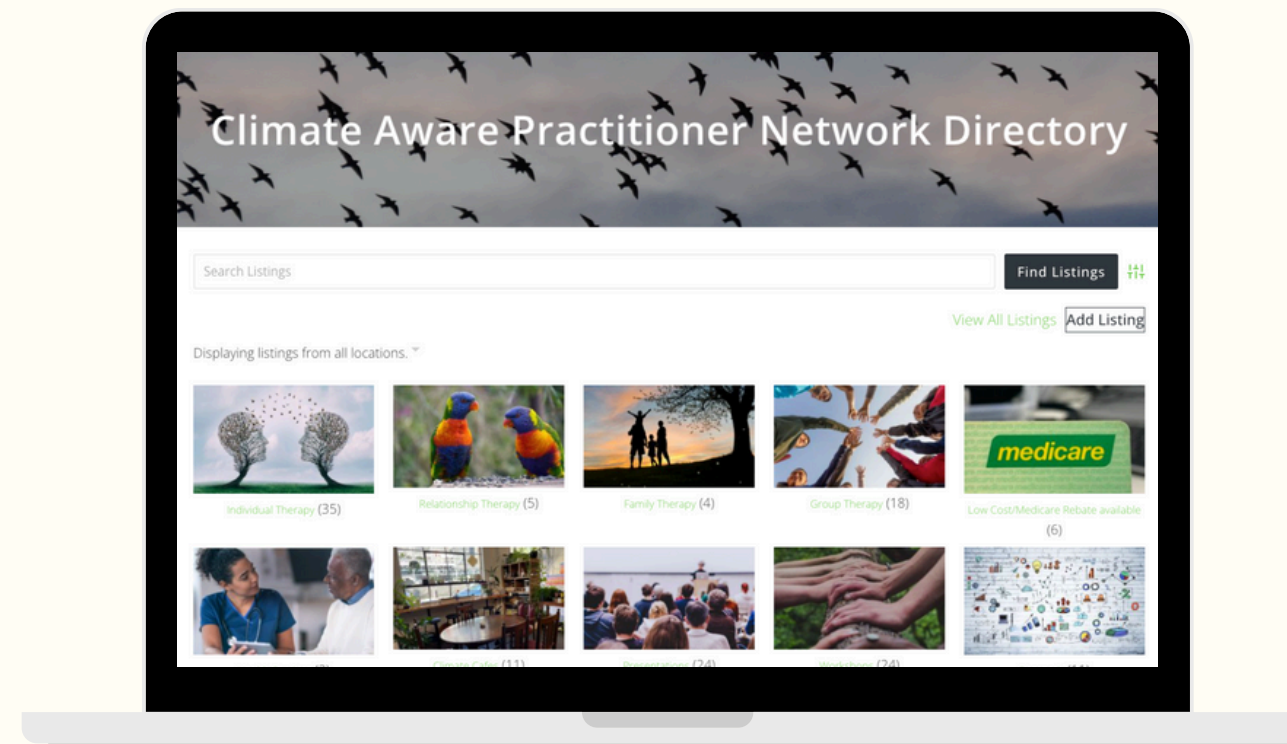 Climate Aware Practitioner Network Directory
Search Listings
Find Listings
View All Listings Add Listing
Displaying listings from all locations.
medicare
Individual Therapy (35)
Relationship Therapy (5)
Family Therapy (4)
Group Therapy (18)
Low Cost/Medicare Rebate available
(6)
Climate Cafes (11)
Presentations (24)
Workshops (24)